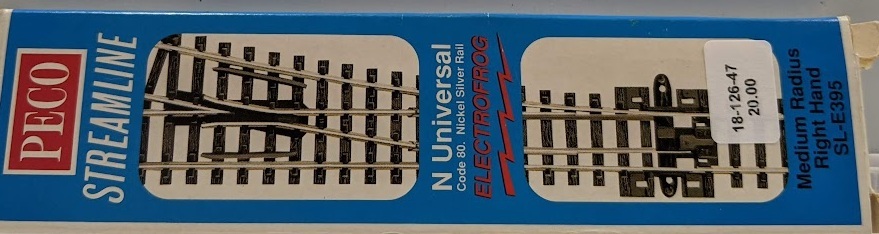 PECO
STREAMLINE
N Universal
Code 80. Nickel Silver Rail
ELECTROFROG
18-126-47
20.00
Medium Radius
Right Hand
SL-E395